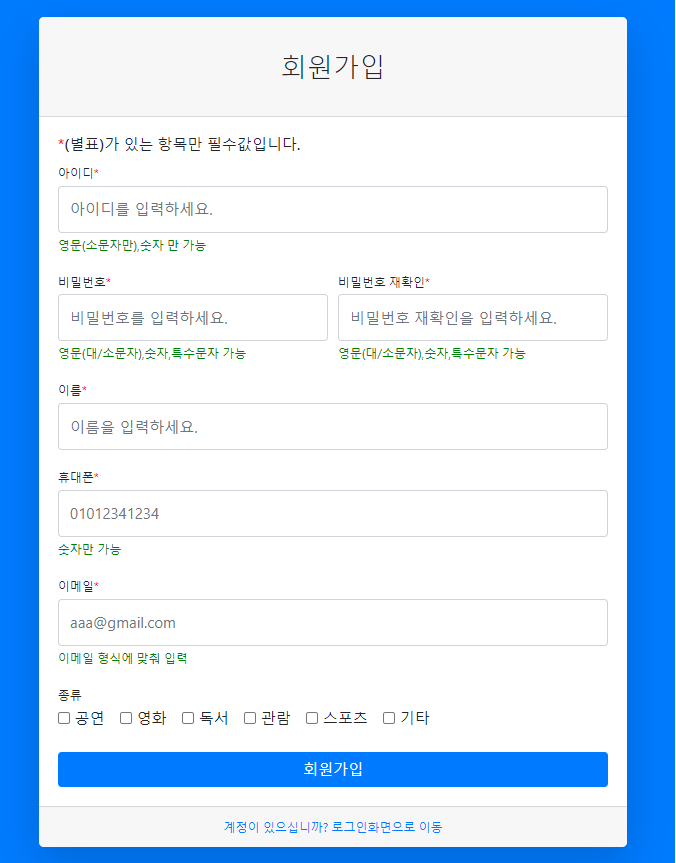 회원가입
*(별표)가 있는 항목만 필수값입니다.
아이디*
아이디를 입력하세요.
영문(소문자만),숫자 만 가능
비밀번호* 비밀번호 재확인*
비밀번호를 입력하세요. 비밀번호 재확인을 입력하세요.
영문(대/소문자),숫자,특수문자 가능 영문(대/소문자),숫자,특수문자 가능
이름*
이름을 입력하세요.
휴대폰*
01012341234
숫자만 가능
이메일*
aaa@gmail.com
이메일 형식에 맞춰 입력
종류
공연 영화 독서 관람 스포츠 기타
회원가입
계정이 있으십니까? 로그인화면으로 이동